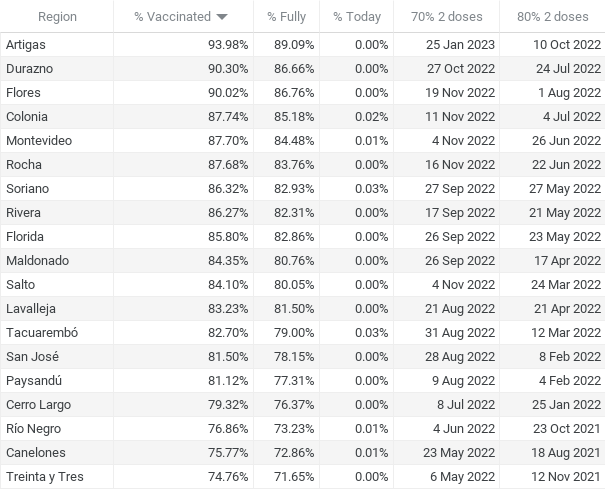 Region % Vaccinated % Fully % Today 70% 2 doses 80% 2 doses
Artigas 93.98% 89.09% 0.00% 25 Jan 2023 10 Oct 2022
Durazno 90.30% 86.66% 0.00% 27 Oct 2022 24 Jul 2022
Flores 90.02% 86.76% 0.00% 19 Nov 2022 1 Aug 2022
Colonia 87.74% 85.18% 0.02% 11 Nov 2022 4 Jul 2022
Montevideo 87.70% 84.48% 0.01% 4 Nov 2022 26 Jun 2022
Rocha 87.68% 83.76% 0.00% 16 Nov 2022 22 Jun 2022
Soriano 86.32% 82.93% 0.03% 27 Sep 2022 27 May 2022
Rivera 86.27% 82.31% 0.00% 17 Sep 2022 21 May 2022
Florida 85.80% 82.86% 0.00% 26 Sep 2022 23 May 2022
Maldonado 84.35% 80.76% 0.00% 26 Sep 2022 17 Apr 2022
Salto 84.10% 80.05% 0.00% 4 Nov 2022 24 Mar 2022
Lavalleja 83.23% 81.50% 0.00% 21 Aug 2022 21 Apr 2022
Tacuarembó 82.70% 79.00% 0.03% 31 Aug 2022 12 Mar 2022
San José 81.50% 78.15% 0.00% 28 Aug 2022 8 Feb 2022
Paysandú 81.12% 77.31% 0.00% 9 Aug 2022 4 Feb 2022
Cerro Largo 79.32% 76.37% 0.00% 8 Jul 2022 25 Jan 2022
Río Negro 76.86% 73.23% 0.01% 4 Jun 2022 23 Oct 2021
Canelones 75.77% 72.86% 0.01% 23 May 2022 18 Aug 2021
Treinta y Tres 74.76% 71.65% 0.00% 6 May 2022 12 Nov 2021